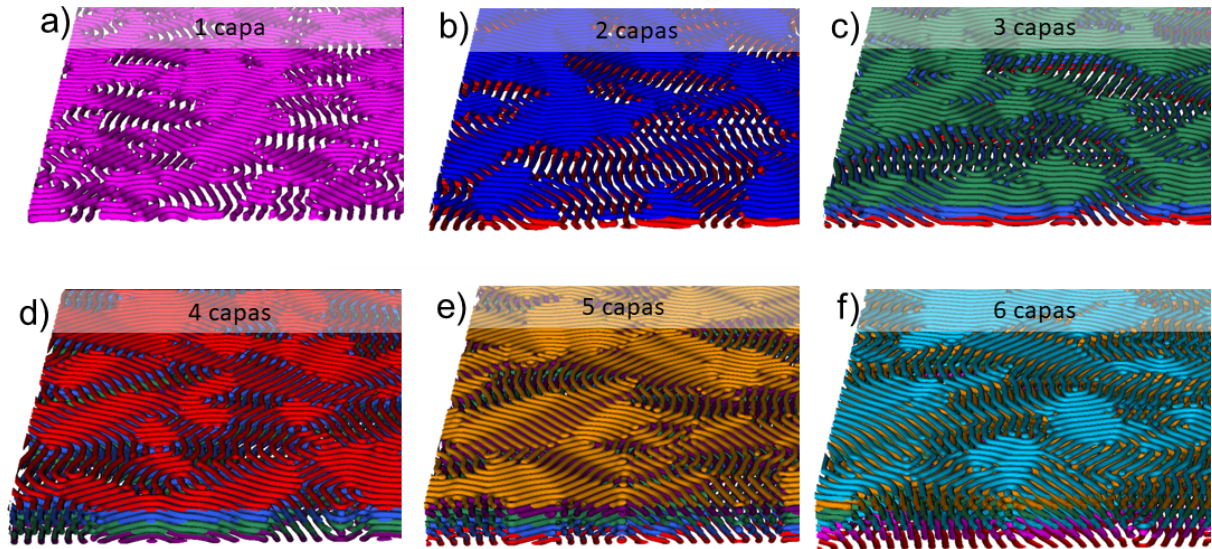 a) 1 capa
b) 2 capas
c) 3 capas
d) 4 capas
e) 5 capas
f) 6 capas